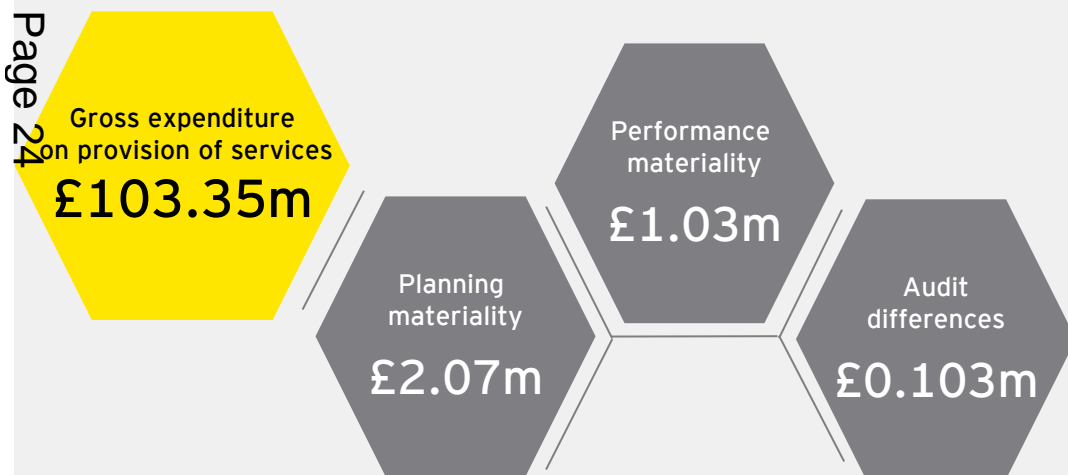 Page 24
Gross expenditure
on provision of services
£103.35m
Planning
materiality
£2.07m
Performance
materiality
£1.03m
Audit
differences
£0.103m